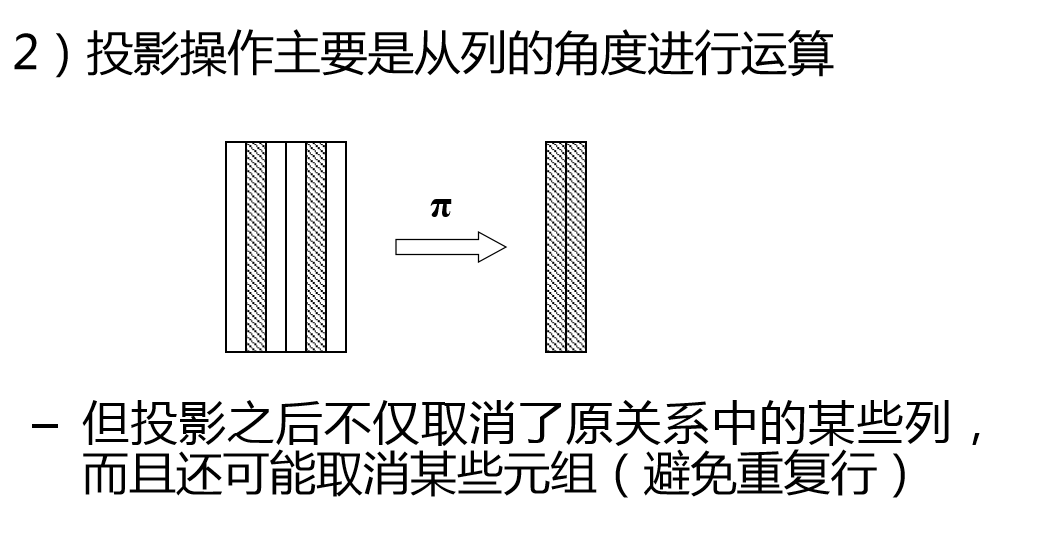 2）投影操作主要是从列的角度进行运算
π
– 但投影之后不仅取消了原关系中的某些列，
而且还可能取消某些元组（避免重复行）